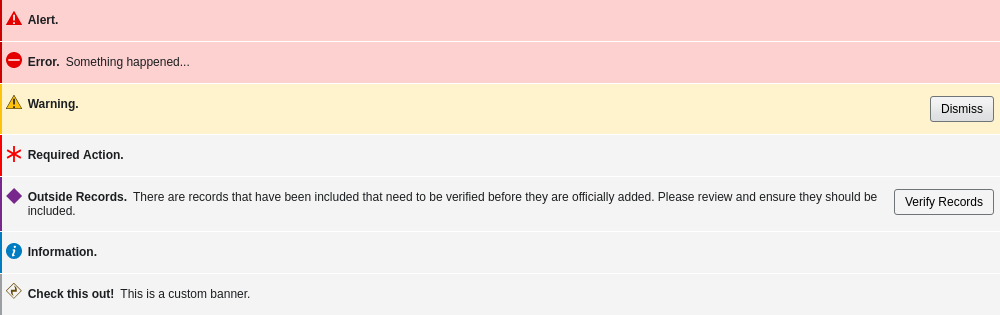 Alert.
Error. Something happened...
Warning.
Dismiss
Required Action.
Outside Records. There are records that have been included that need to be verified before they are officially added. Please review and ensure they should be
included.
Verify Records
Information.
Check this out! This is a custom banner.